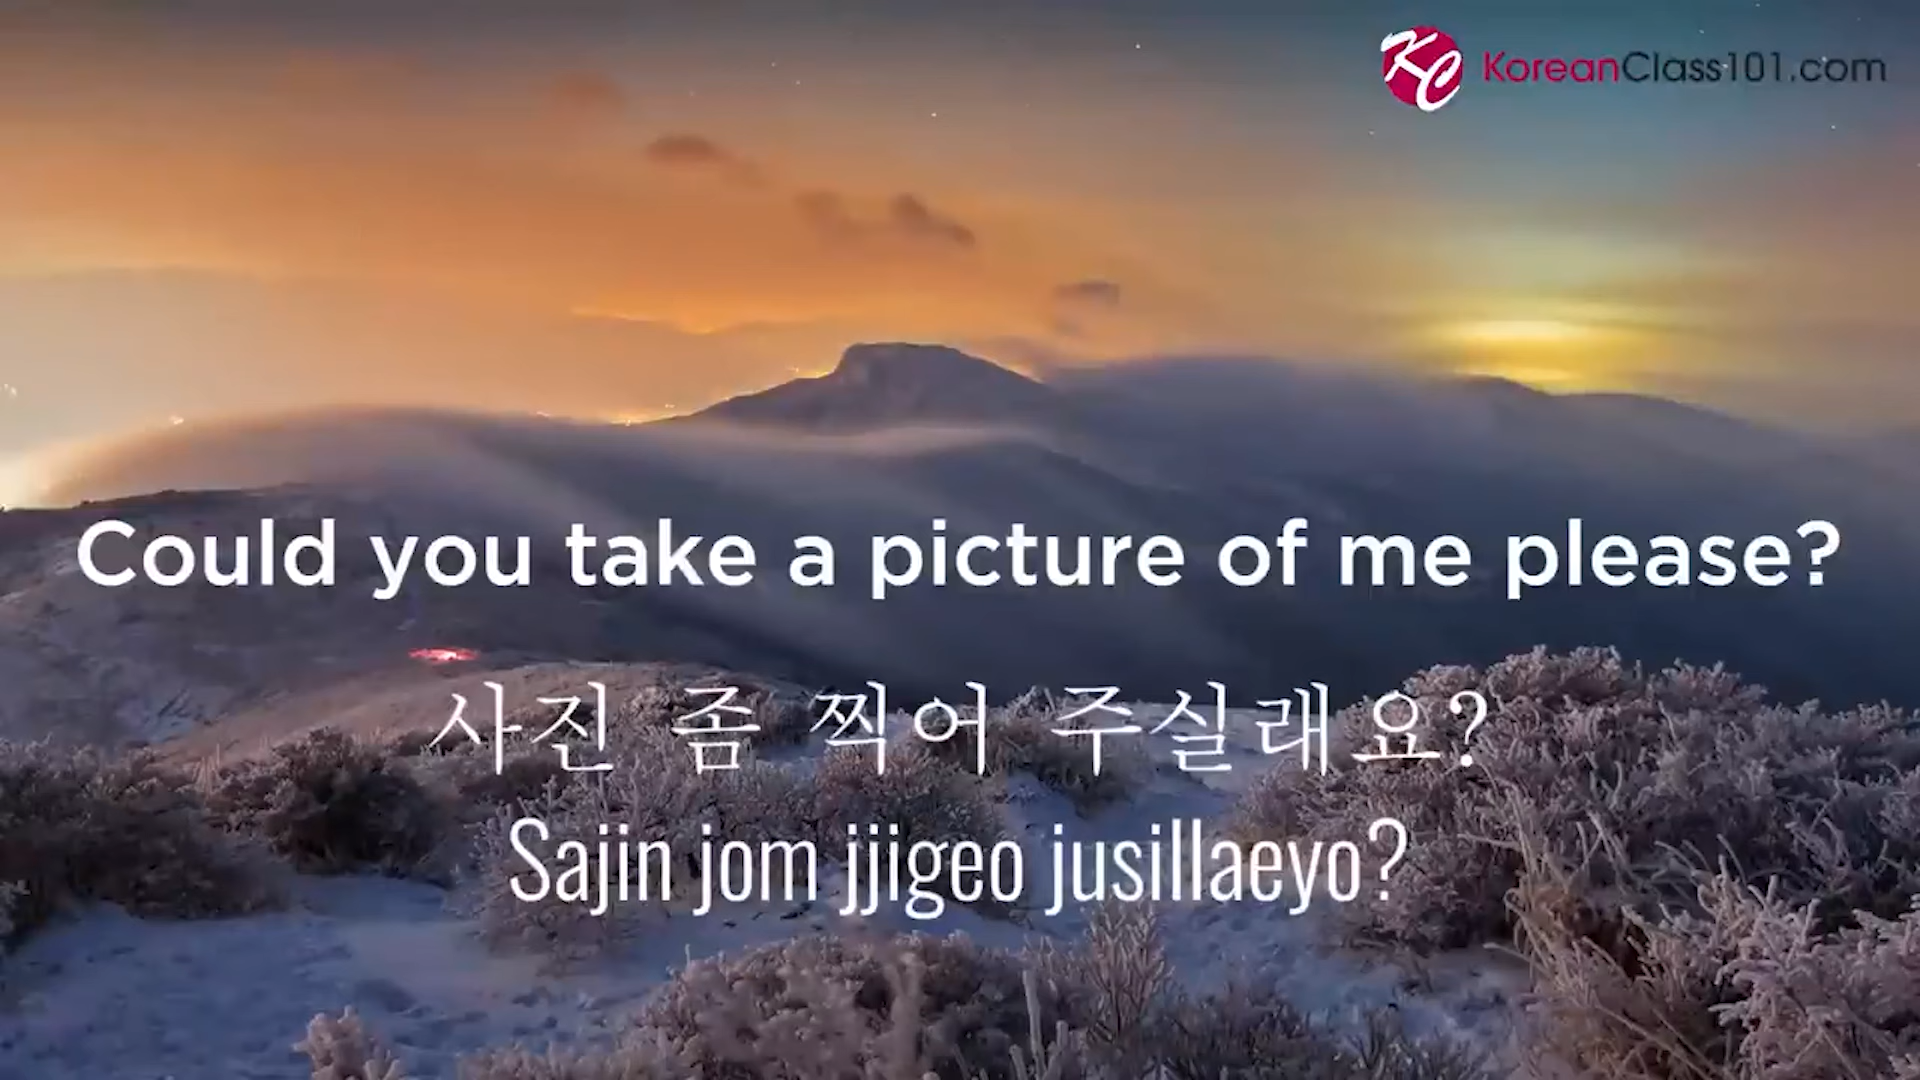 KC KoreanClass101.com
Could you take a picture of me please?
사진 좀 찍어 주실래요?
Sajin jom jjigeo jusillaeyo?